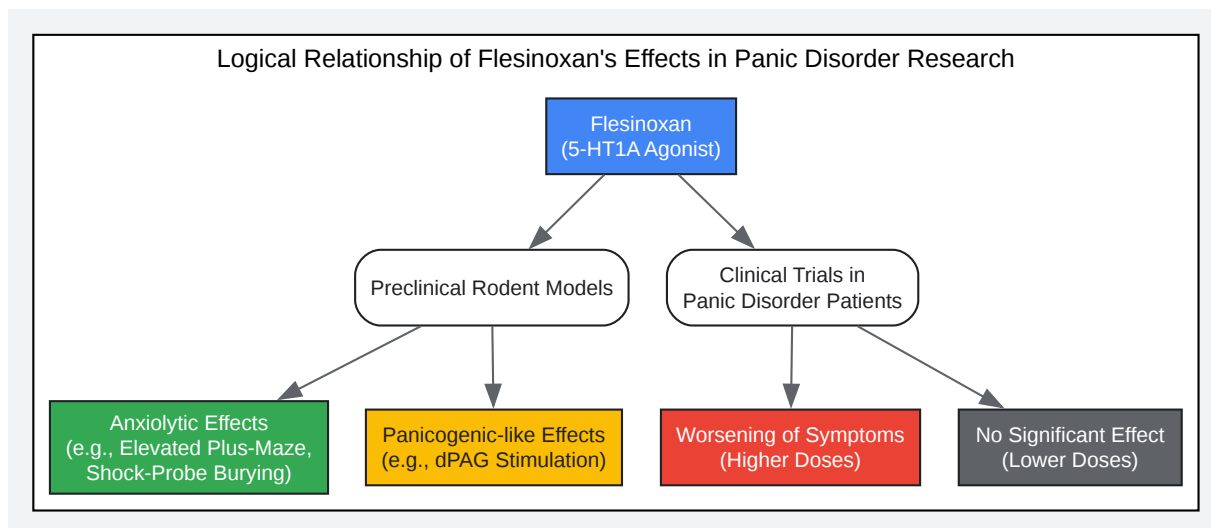 Logical Relationship of Flesinoxan's Effects in Panic Disorder Research
Flesinoxan
(5-HT1A Agonist)
Preclinical Rodent Models
Clinical Trials in
Panic Disorder Patients
Anxiolytic Effects
(e.g., Elevated Plus-Maze,
Shock-Probe Burying)
Panicogenic-like Effects
(e.g., dPAG Stimulation)
Worsening of Symptoms
(Higher Doses)
No Significant Effect
(Lower Doses)